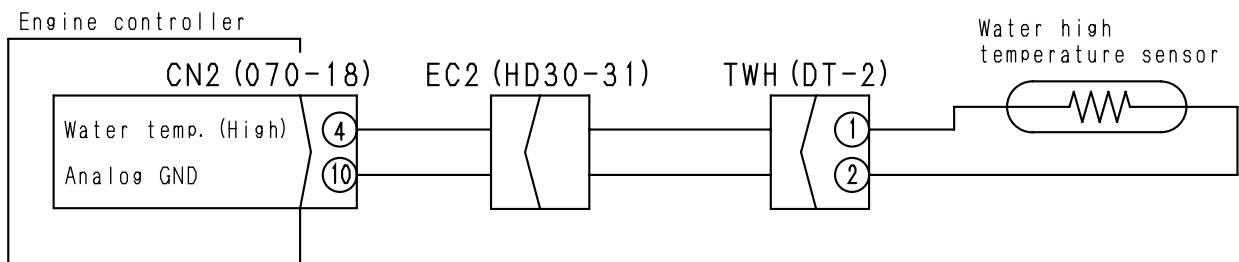 Engine controller
Water high
temperature sensor
CN2 (070-18)
EC2 (HD30-31)
TWH (DT-2)
Water temp. (High)
4
1
Analog GND
10
2